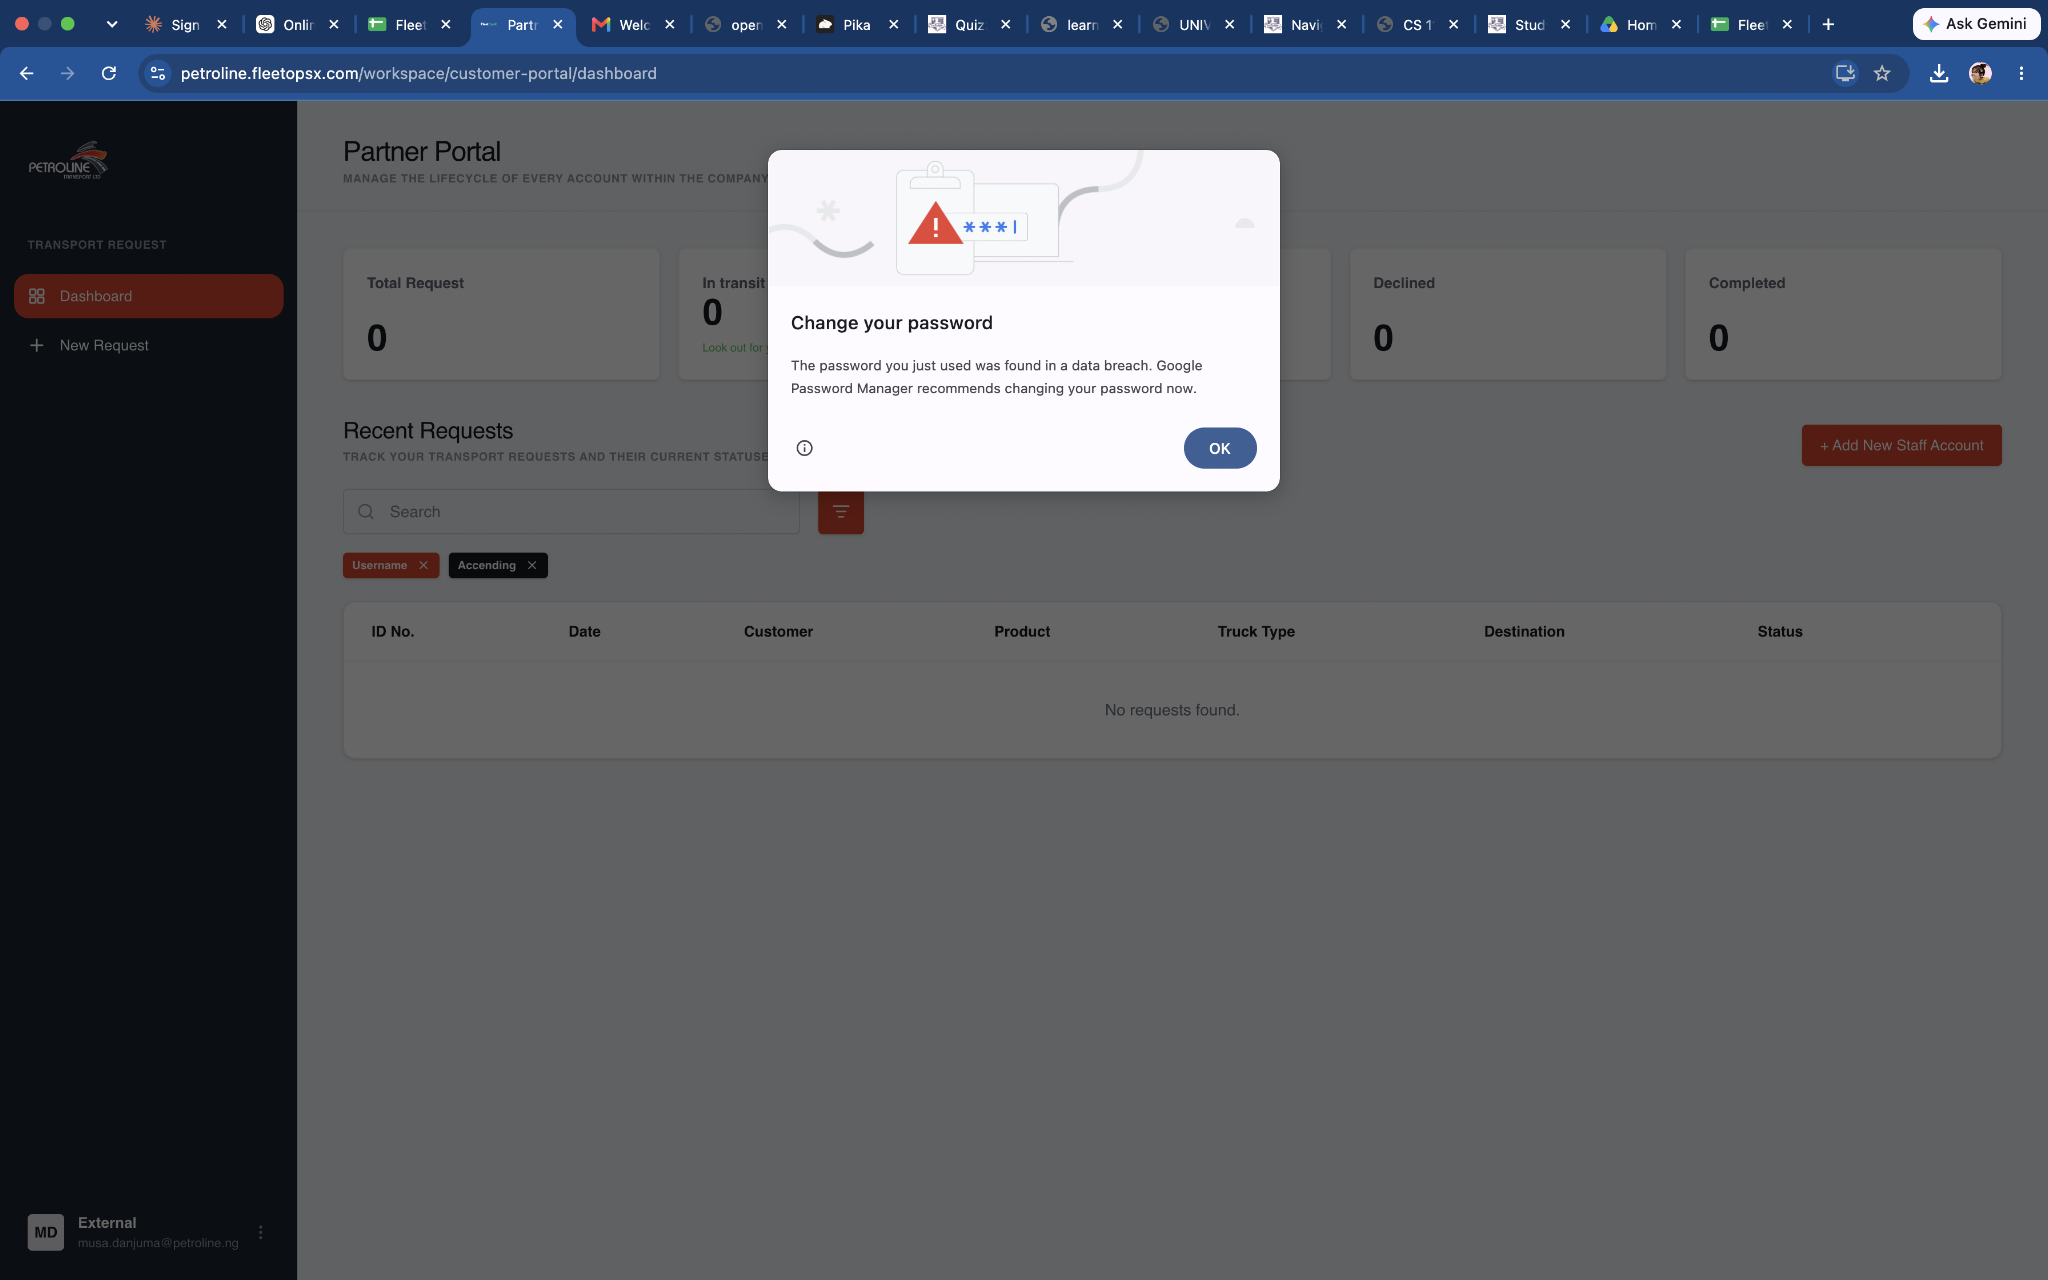 Sign
Onlin
Fleet
Partn
Welc
open
Pika
Quiz
learn
UNIV
Navi
CS 1
Stud
Hom
Fleet
Ask Gemini
petroline.fleetopsx.com/workspace/customer-portal/dashboard
PETROLINE
TRANSPORT LTD
TRANSPORT REQUEST
Dashboard
New Request
Partner Portal
MANAGE THE LIFECYCLE OF EVERY ACCOUNT WITHIN THE COMPANY
Total Request
0
In transit
0
Look out for
Declined
0
Completed
0
***|
Change your password
The password you just used was found in a data breach. Google
Password Manager recommends changing your password now.
OK
Recent Requests
TRACK YOUR TRANSPORT REQUESTS AND THEIR CURRENT STATUSE
+ Add New Staff Account
Search
Username
Accending
ID No. Date Customer Product Truck Type Destination Status
No requests found.
MD
External
musa.danjuma@petroline.ng